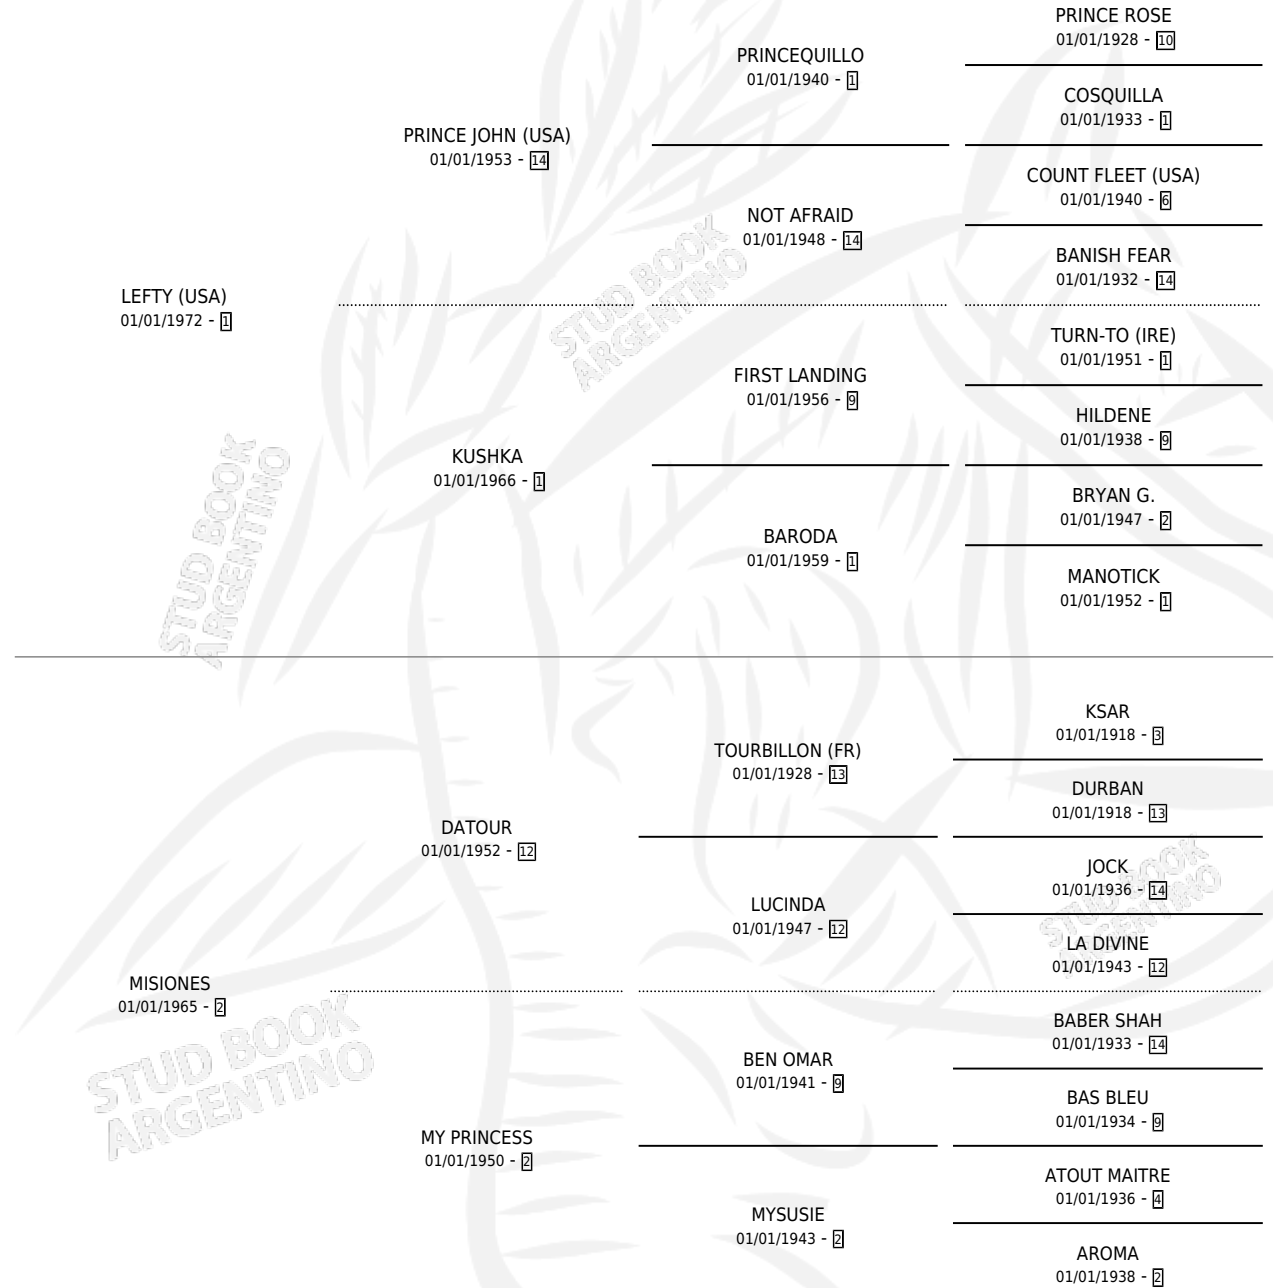 PRINCE ROSE
01/01/1928 - 10
PRINCEQUILLO
01/01/1940 - 1
COSQUILLA
01/01/1933 - 1
PRINCE JOHN (USA)
01/01/1953 - 14
COUNT FLEET (USA)
01/01/1940 - 6
NOT AFRAID
01/01/1948 - 14
BANISH FEAR
01/01/1932 - 14
LEFTY (USA)
01/01/1972 - 1
STUD BOOK
ARGENTINO
TURN-TO (IRE)
01/01/1951 - 1
FIRST LANDING
01/01/1956 - 9
HILDENE
01/01/1938 - 9
KUSHKA
01/01/1966 - 1
STUD BOOK
ARGENTINO
BRYAN G.
01/01/1947 - 2
BARODA
01/01/1959 - 1
MANOTICK
01/01/1952 - 1
KSAR
01/01/1918 - 3
TOURBILLON (FR)
01/01/1928 - 13
DURBAN
01/01/1918 - 13
DATOUR
01/01/1952 - 12
JOCK
01/01/1936 - 14
STUD BOOK
ARGENTINO
LUCINDA
01/01/1947 - 12
LA DIVINE
01/01/1943 - 12
MISIONES
01/01/1965 - 2
STUD BOOK
ARGENTINO
BABER SHAH
01/01/1933 - 14
BEN OMAR
01/01/1941 - 9
BAS BLEU
01/01/1934 - 9
MY PRINCESS
01/01/1950 - 2
ATOUT MAITRE
01/01/1936 - 4
MYSUSIE
01/01/1943 - 2
AROMA
01/01/1938 - 2